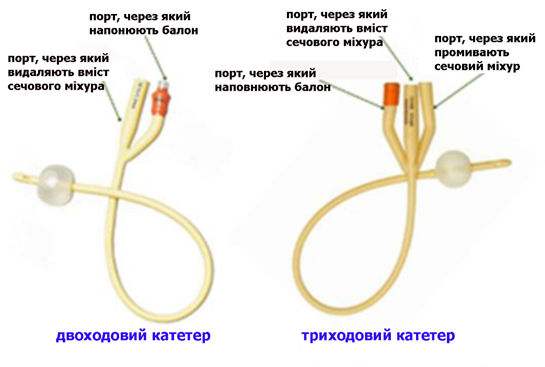 порт, через який
напонюють балон
порт, через який
видаляють вміст
сечового міхура
двоходовий катетер
порт, через який
видаляють вміст
сечового міхура
порт, через який
промивають
сечовий міхур
порт, через який
наповнюють балон
триходовий катетер